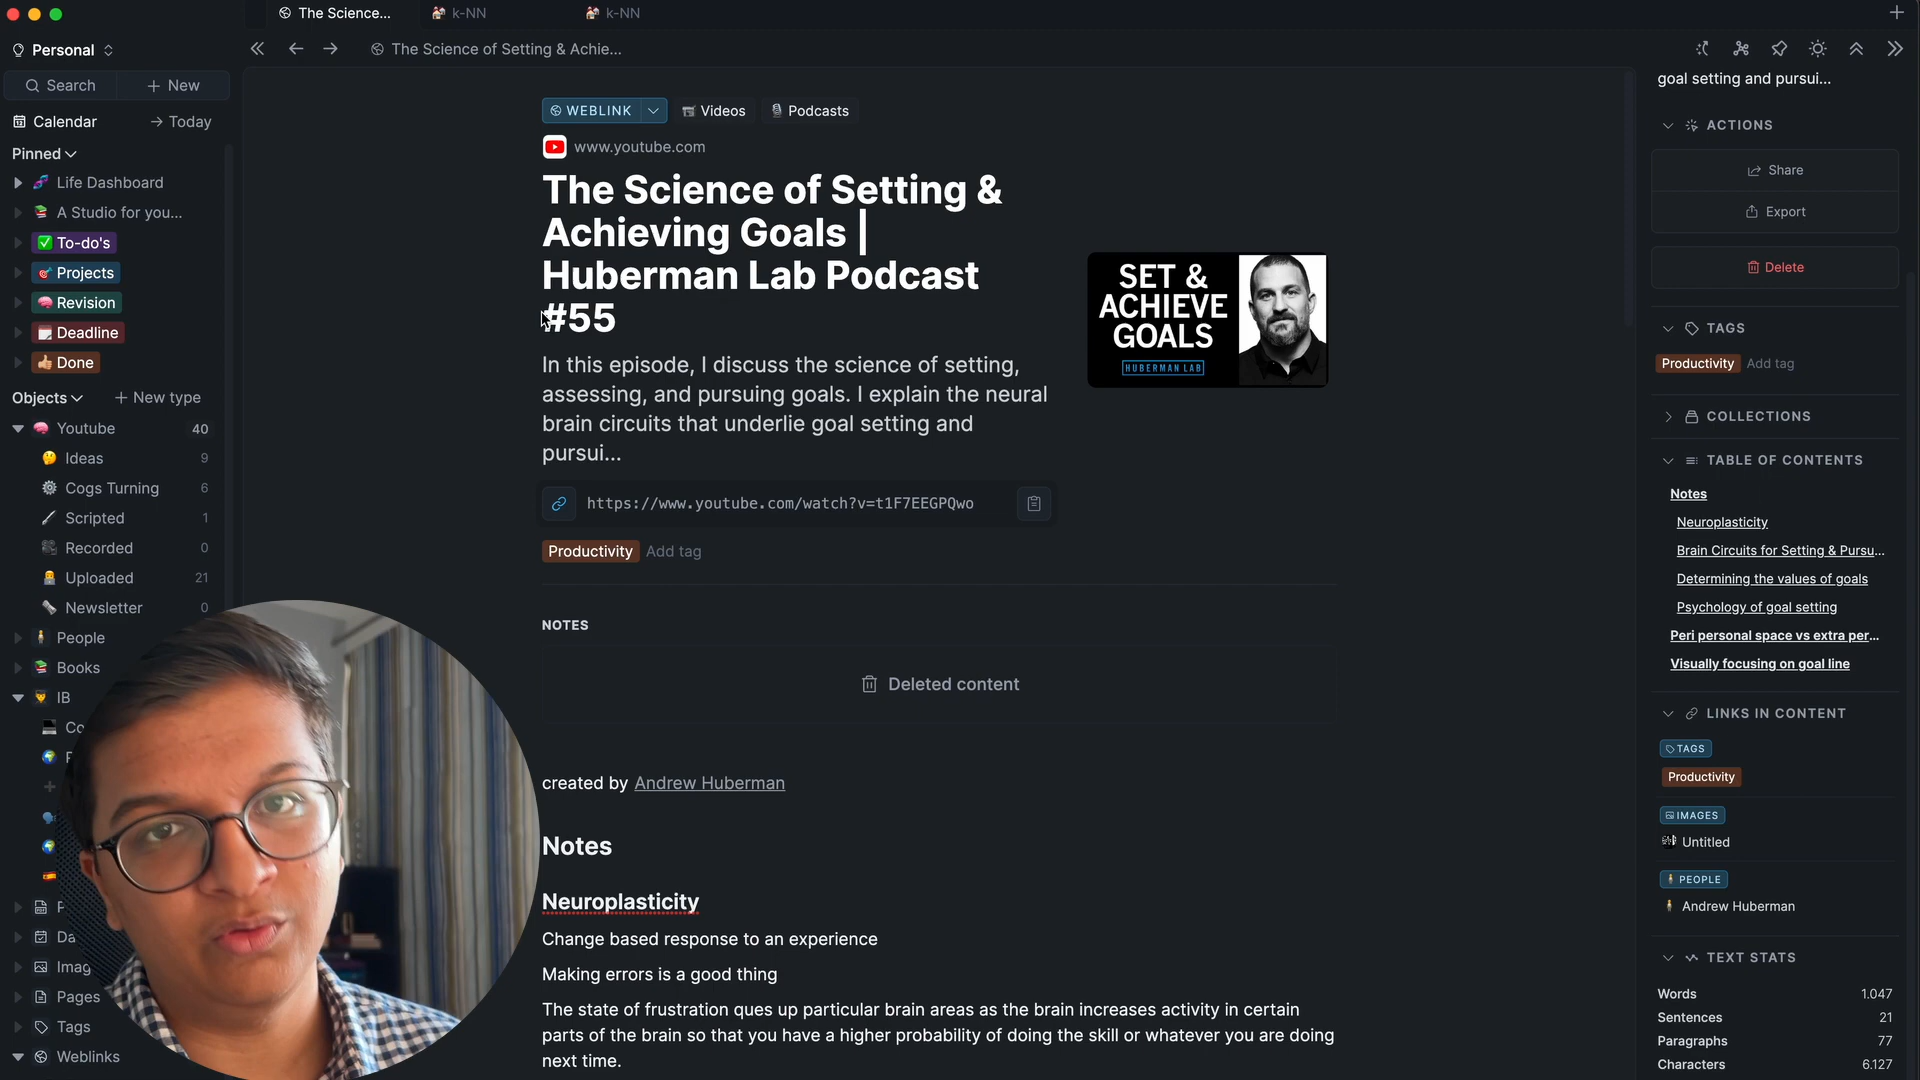 The Science...
k-NN
k-NN
Personal
The Science of Setting & Achie...
Search
New
Calendar
Today
Pinned
Life Dashboard
A Studio for you...
To-do's
Projects
Revision
Deadline
Done
Objects
New type
Youtube 40
Ideas 9
Cogs Turning 6
Scripted 1
Recorded 0
Uploaded 21
Newsletter 0
People
Books
IB
Co
P
Da
Imag
Pages
Tags
Weblinks
WEBLINK
Videos
Podcasts
www.youtube.com
The Science of Setting &
Achieving Goals |
Huberman Lab Podcast
#55
In this episode, I discuss the science of setting,
assessing, and pursuing goals. I explain the neural
brain circuits that underlie goal setting and
pursui...
SET &
ACHIEVE
GOALS
HUBERMAN LAB
https://www.youtube.com/watch?v=t1F7EEGPQwo
Productivity Add tag
NOTES
Deleted content
created by Andrew Huberman
Notes
Neuroplasticity
Change based response to an experience
Making errors is a good thing
The state of frustration ques up particular brain areas as the brain increases activity in certain
parts of the brain so that you have a higher probability of doing the skill or whatever you are doing
next time.
goal setting and pursui...
ACTIONS
Share
Export
Delete
TAGS
Productivity Add tag
COLLECTIONS
TABLE OF CONTENTS
Notes
Neuroplasticity
Brain Circuits for Setting & Pursu...
Determining the values of goals
Psychology of goal setting
Peri personal space vs extra per...
Visually focusing on goal line
LINKS IN CONTENT
TAGS
Productivity
IMAGES
Untitled
PEOPLE
Andrew Huberman
TEXT STATS
Words 1.047
Sentences 21
Paragraphs 77
Characters 6.127